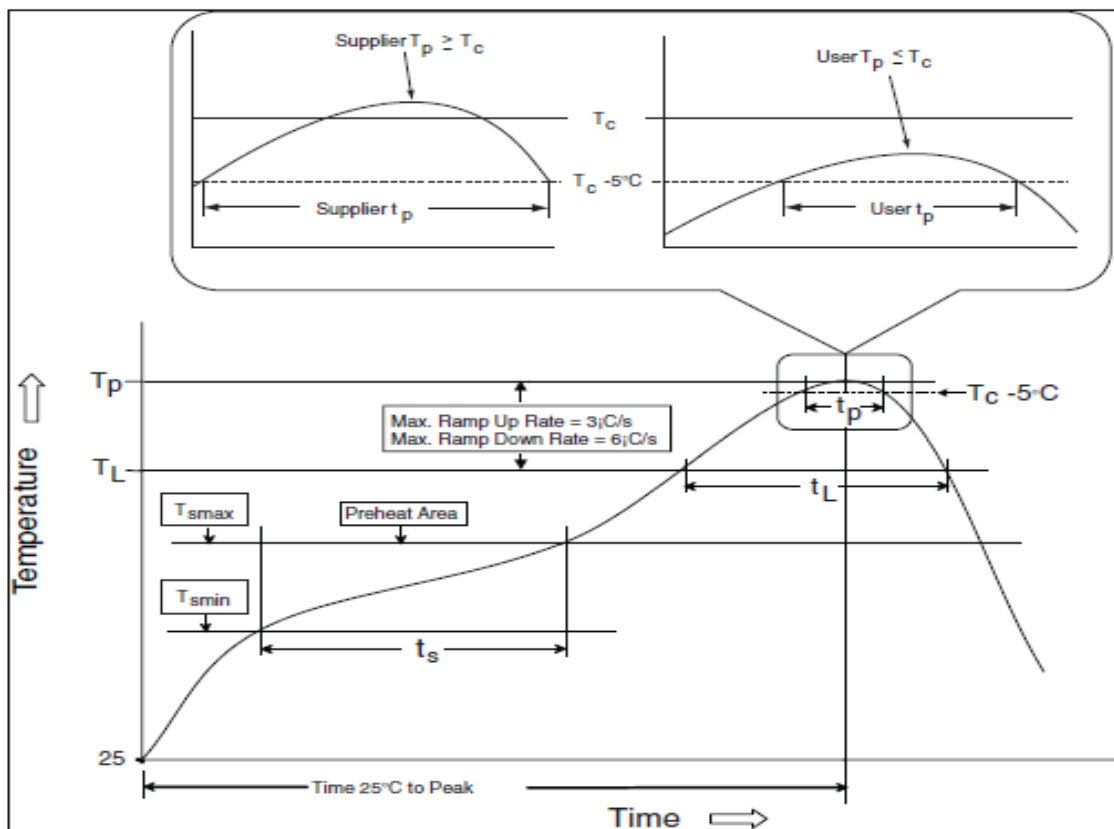 Supplier Tp ≥ Tc
User Tp ≤ Tc
Tc
Tc -5°C
Supplier tp
User tp
Tp
Tc -5°C
tp
Max. Ramp Up Rate = 3¡C/s
Max. Ramp Down Rate = 6¡C/s
TL
tL
Tsmax
Preheat Area
Tsmin
ts
Temperature
25
Time 25°C to Peak
Time